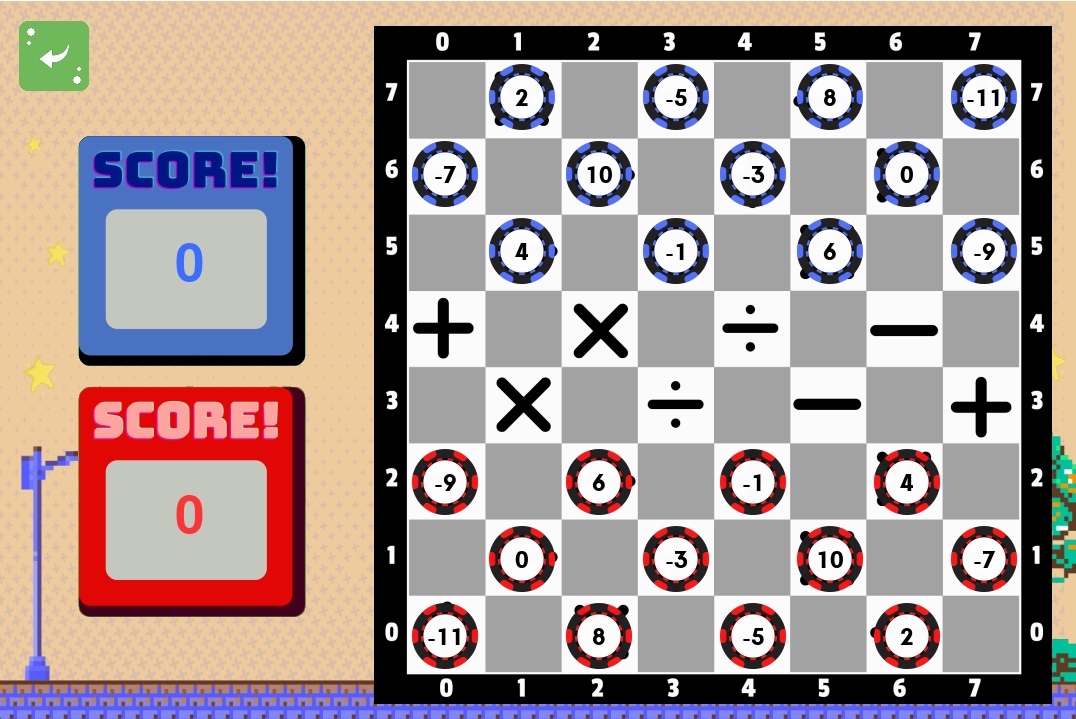 0 1 2 3 4 5 6 7
7 2 -5 8 -11 7
SCORE!
6 -7 10 -3 0 6
0
5 4 -1 6 -9 5
4 + × ÷ − 4
3 × ÷ − + 3
SCORE!
2 -9 6 -1 4 2
0
1 0 -3 10 -7 1
0 -11 8 -5 2 0
0 1 2 3 4 5 6 7